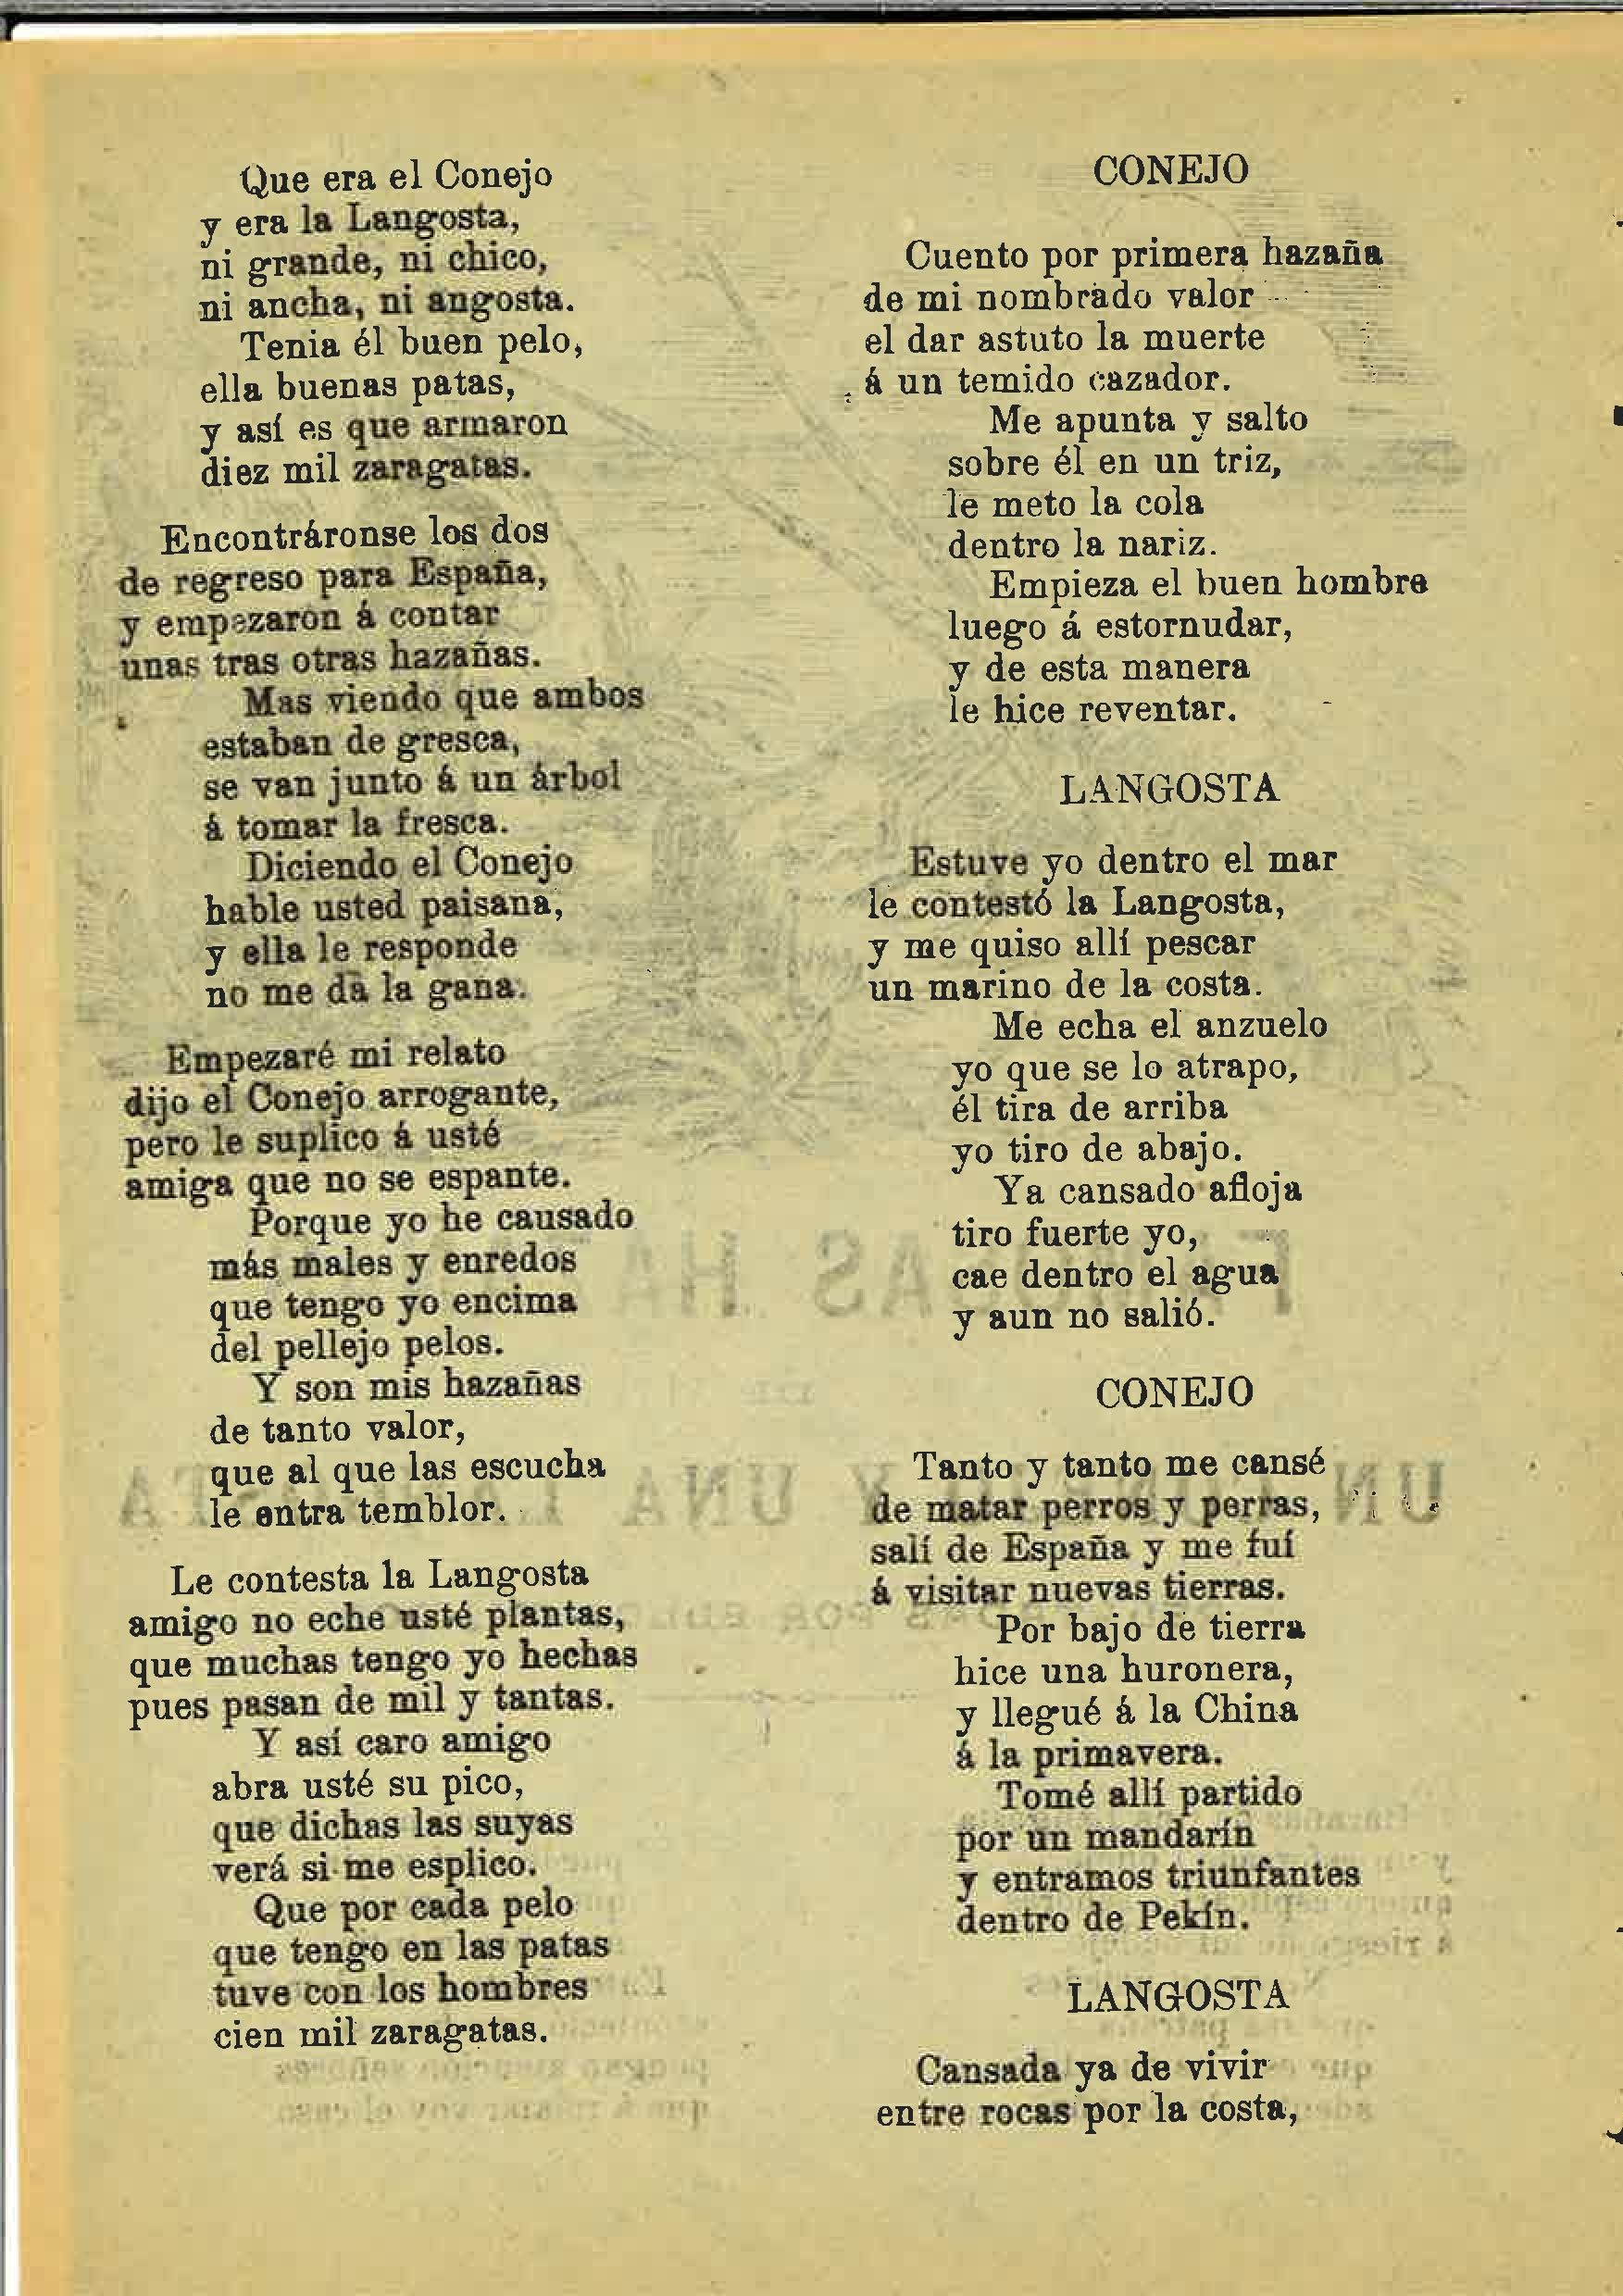 Que era el Conejo
y era la Langosta,
ni grande, ni chico,
ni ancha, ni angosta.
Tenia él buen pelo,
ella buenas patas,
y así es que armaron
diez mil zaragatas.
Encontráronse los dos
de regreso para España,
y empezaron á contar
unas tras otras hazañas.
Mas viendo que ambos
estaban de gresca,
se van junto á un árbol
á tomar la fresca.
Diciendo el Conejo
hable usted paisana,
y ella le responde
no me dá la gana.
Empezaré mi relato
dijo el Conejo arrogante,
pero le suplico á usté
amiga que no se espante.
Porque yo he causado
más males y enredos
que tengo yo encima
del pellejo pelos.
Y son mis hazañas
de tanto valor,
que al que las escucha
le entra temblor.
Le contesta la Langosta
amigo no eche usté plantas,
que muchas tengo yo hechas
pues pasan de mil y tantas.
Y así caro amigo
abra usté su pico,
que dichas las suyas
verá si me esplico.
Que por cada pelo
que tengo en las patas
tuve con los hombres
cien mil zaragatas.
CONEJO
Cuento por primera hazaña
de mi nombrado valor
el dar astuto la muerte
á un temido cazador.
Me apunta y salto
sobre él en un triz,
le meto la cola
dentro la nariz.
Empieza el buen hombre
luego á estornudar,
y de esta manera
le hice reventar.
LANGOSTA
Estuve yo dentro el mar
le contestó la Langosta,
y me quiso allí pescar
un marino de la costa.
Me echa el anzuelo
yo que se lo atrapo,
él tira de arriba
yo tiro de abajo.
Ya cansado afloja
tiro fuerte yo,
cae dentro el agua
y aun no salió.
CONEJO
Tanto y tanto me cansé
de matar perros y perras,
salí de España y me fuí
á visitar nuevas tierras.
Por bajo de tierra
hice una huronera,
y llegué á la China
á la primavera.
Tomé allí partido
por un mandarín
y entramos triunfantes
dentro de Pekín.
LANGOSTA
Cansada ya de vivir
entre rocas por la costa,